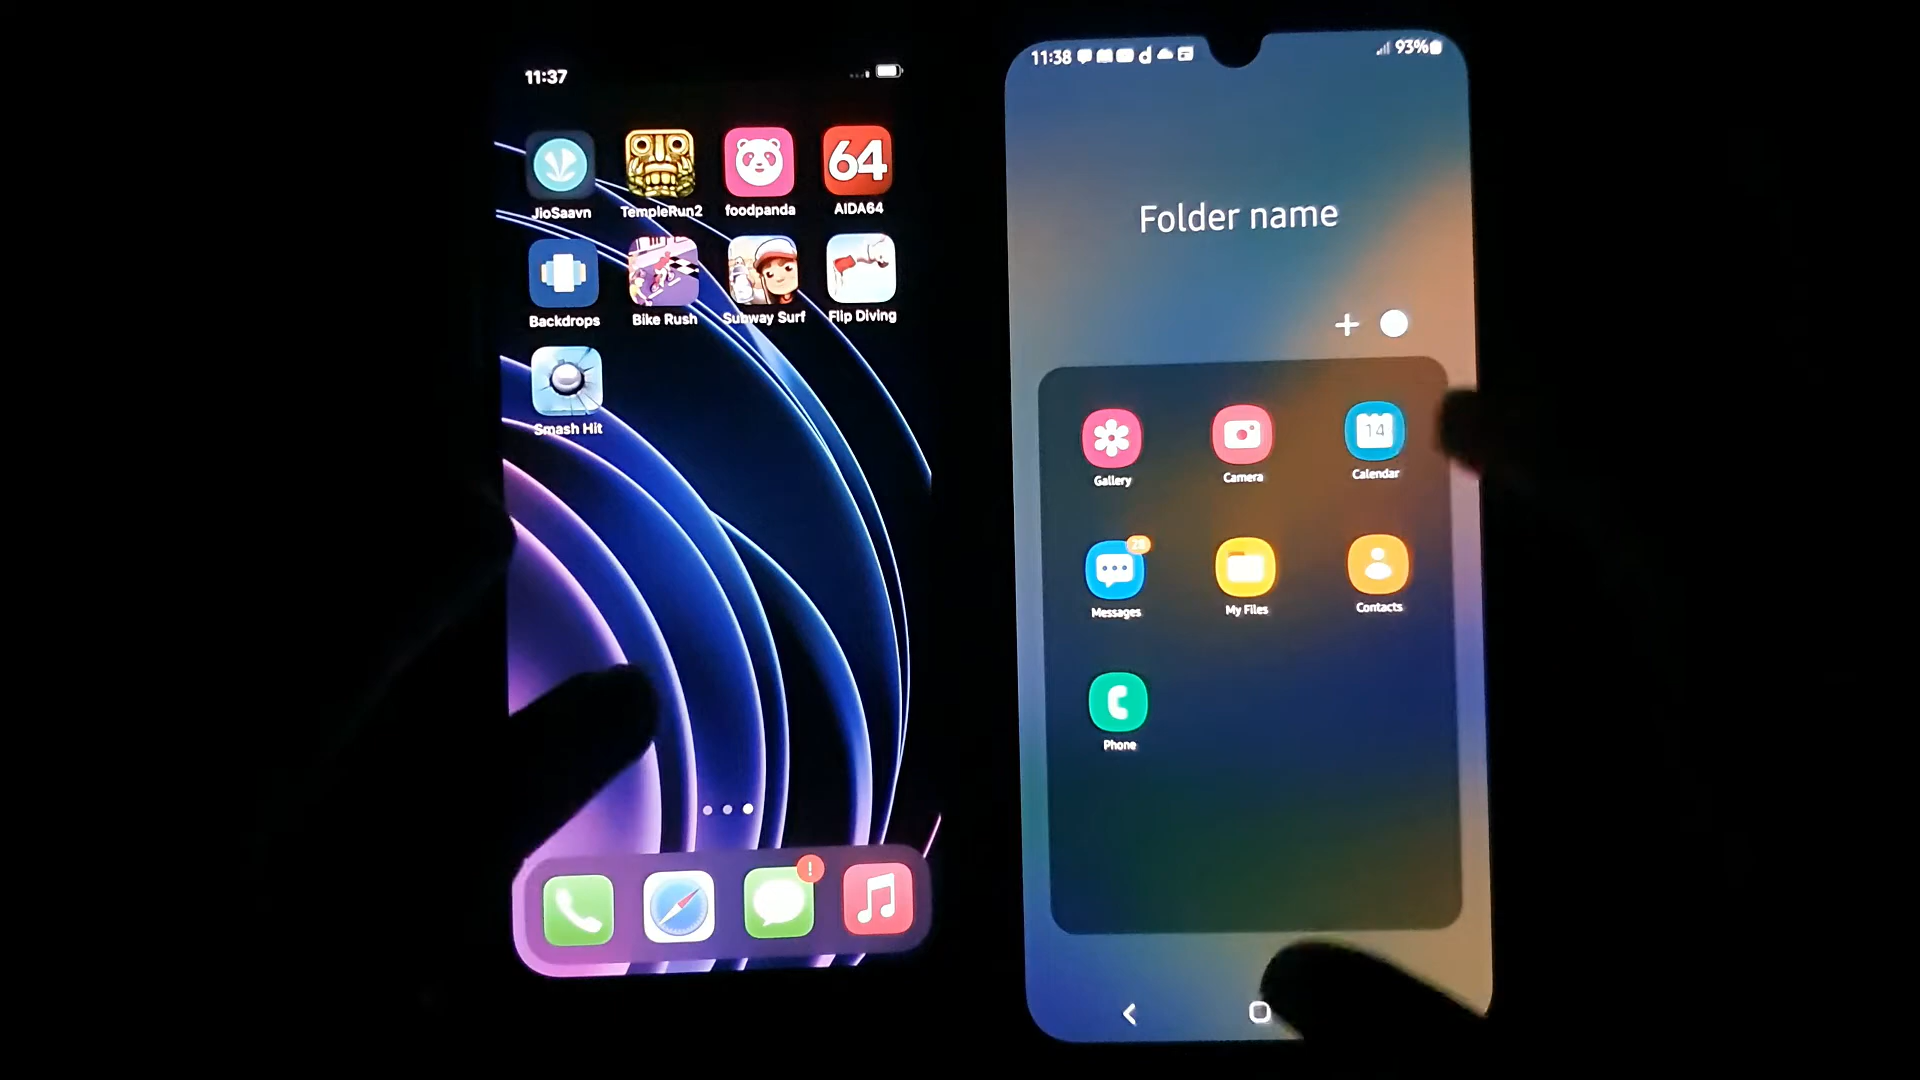 11:37
JioSaavn
TempleRun2
foodpanda
64
AIDA64
Backdrops
Bike Rush
Subway Surf
Flip Diving
Smash Hit
!
11:38 d 93%
Folder name
+
14
Gallery
Camera
Calendar
Messages
My Files
Contacts
Phone